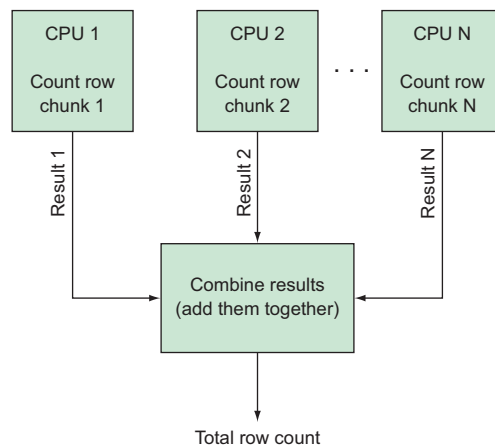 CPU 1
Count row
chunk 1
CPU 2
Count row
chunk 2
. . .
CPU N
Count row
chunk N
Result 1
Result 2
Result N
Combine results
(add them together)
Total row count